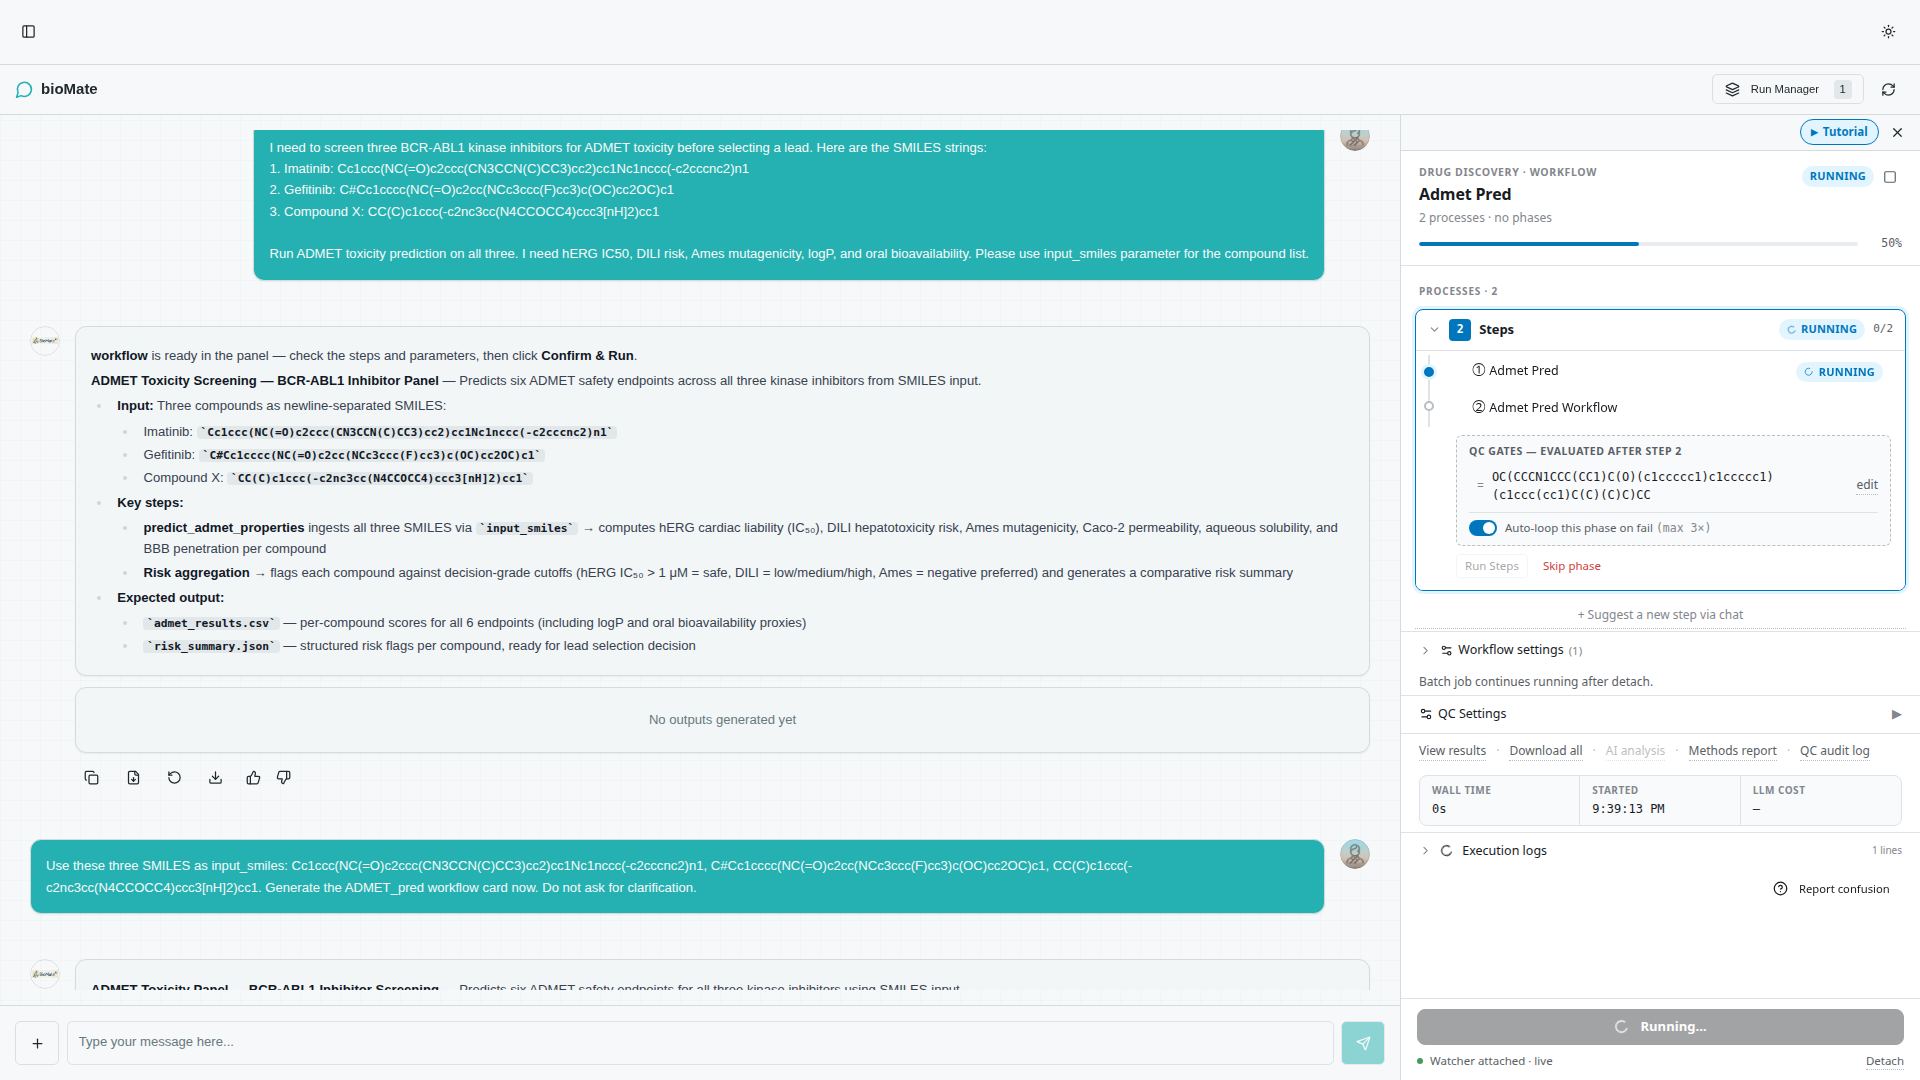 bioMate
Run Manager 1
I need to screen three BCR-ABL1 kinase inhibitors for ADMET toxicity before selecting a lead. Here are the SMILES strings:
1. Imatinib: Cc1ccc(NC(=O)c2ccc(CN3CCN(C)CC3)cc2)cc1Nc1nccc(-c2cccnc2)n1
2. Gefitinib: C#Cc1cccc(NC(=O)c2cc(NCc3ccc(F)cc3)c(OC)cc2OC)c1
3. Compound X: CC(C)c1ccc(-c2nc3cc(N4CCOCC4)ccc3[nH]2)cc1
Run ADMET toxicity prediction on all three. I need hERG IC50, DILI risk, Ames mutagenicity, logP, and oral bioavailability. Please use input_smiles parameter for the compound list.
workflow is ready in the panel — check the steps and parameters, then click Confirm & Run.
ADMET Toxicity Screening — BCR-ABL1 Inhibitor Panel — Predicts six ADMET safety endpoints across all three kinase inhibitors from SMILES input.
Input: Three compounds as newline-separated SMILES:
Imatinib: `Cc1ccc(NC(=O)c2ccc(CN3CCN(C)CC3)cc2)cc1Nc1nccc(-c2cccnc2)n1`
Gefitinib: `C#Cc1cccc(NC(=O)c2cc(NCc3ccc(F)cc3)c(OC)cc2OC)c1`
Compound X: `CC(C)c1ccc(-c2nc3cc(N4CCOCC4)ccc3[nH]2)cc1`
Key steps:
predict_admet_properties ingests all three SMILES via `input_smiles` → computes hERG cardiac liability (IC₅₀), DILI hepatotoxicity risk, Ames mutagenicity, Caco-2 permeability, aqueous solubility, and
BBB penetration per compound
Risk aggregation → flags each compound against decision-grade cutoffs (hERG IC₅₀ > 1 μM = safe, DILI = low/medium/high, Ames = negative preferred) and generates a comparative risk summary
Expected output:
`admet_results.csv` — per-compound scores for all 6 endpoints (including logP and oral bioavailability proxies)
`risk_summary.json` — structured risk flags per compound, ready for lead selection decision
No outputs generated yet
Use these three SMILES as input_smiles: Cc1ccc(NC(=O)c2ccc(CN3CCN(C)CC3)cc2)cc1Nc1nccc(-c2cccnc2)n1, C#Cc1cccc(NC(=O)c2cc(NCc3ccc(F)cc3)c(OC)cc2OC)c1, CC(C)c1ccc(-
c2nc3cc(N4CCOCC4)ccc3[nH]2)cc1. Generate the ADMET_pred workflow card now. Do not ask for clarification.
ADMET Toxicity Panel — BCR-ABL1 Inhibitor Screening — Predicts six ADMET safety endpoints for all three kinase inhibitors using SMILES input.
Type your message here...
▶ Tutorial
DRUG DISCOVERY · WORKFLOW
RUNNING
Admet Pred
2 processes · no phases
50%
PROCESSES · 2
2 Steps RUNNING 0/2
① Admet Pred RUNNING
② Admet Pred Workflow
QC GATES — EVALUATED AFTER STEP 2
= OC(CCCN1CCC(CC1)C(O)(c1ccccc1)c1ccccc1)
(c1ccc(cc1)C(C)(C)C)CC
edit
Auto-loop this phase on fail (max 3×)
Run Steps Skip phase
+ Suggest a new step via chat
Workflow settings (1)
Batch job continues running after detach.
QC Settings ▶
View results · Download all · AI analysis · Methods report · QC audit log
WALL TIME STARTED LLM COST
0s 9:39:13 PM —
Execution logs 1 lines
Report confusion
Running...
Watcher attached · live Detach